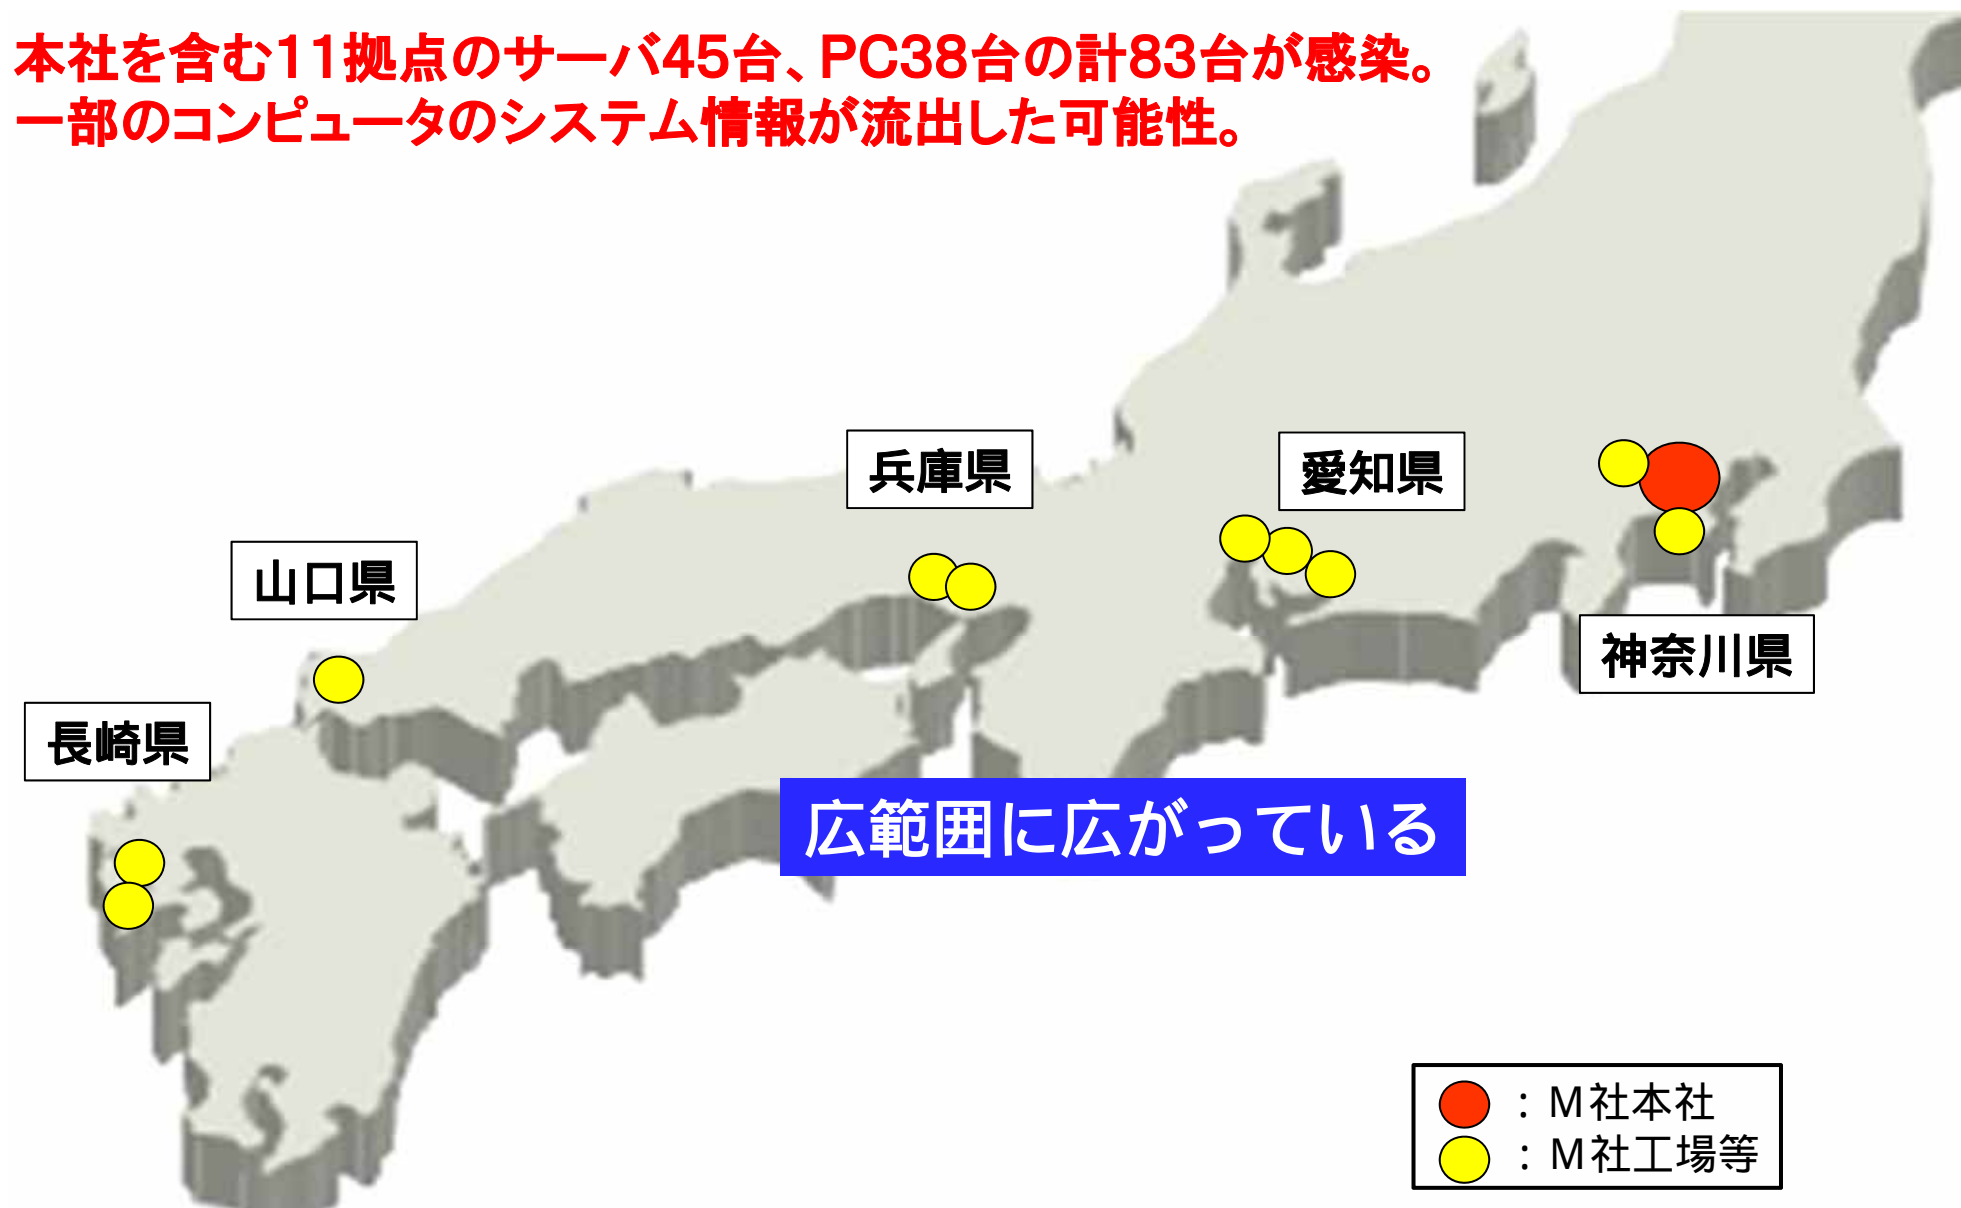 本社を含む11拠点のサーバ45台、PC38台の計83台が感染。
一部のコンピュータのシステム情報が流出した可能性。
兵庫県
愛知県
山口県
神奈川県
長崎県
広範囲に広がっている
：Ｍ社本社
：Ｍ社工場等